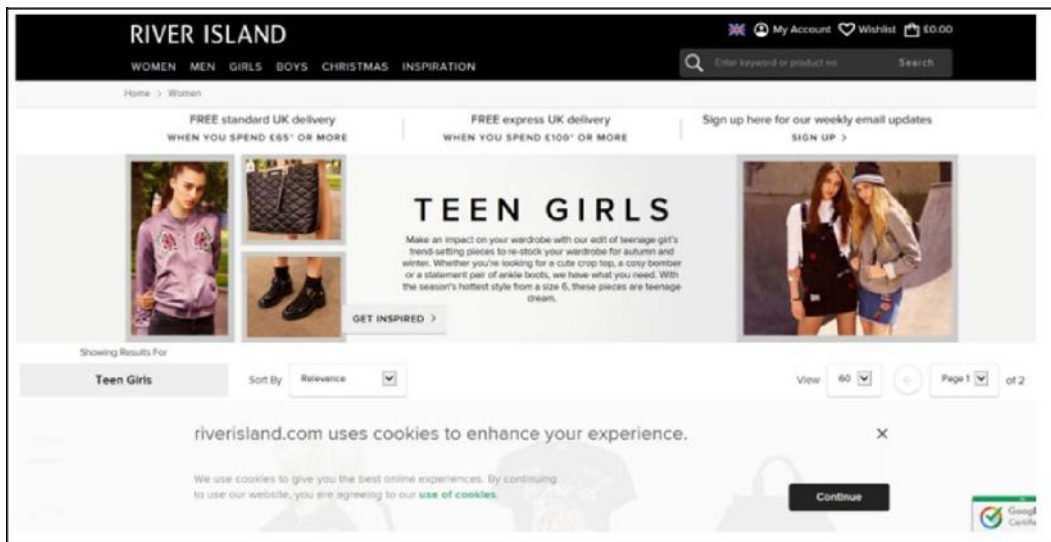 RIVER ISLAND
My Account Wishlist £0.00
WOMEN MEN GIRLS BOYS CHRISTMAS INSPIRATION
Enter keyword or product no Search
Home > Women
FREE standard UK delivery
WHEN YOU SPEND £65* OR MORE
FREE express UK delivery
WHEN YOU SPEND £100* OR MORE
Sign up here for our weekly email updates
SIGN UP >
TEEN GIRLS
Make an impact on your wardrobe with our edit of teenage girl's
trend-setting pieces to re-stock your wardrobe for autumn and
winter. Whether you're looking for a cute crop top, a cosy bomber
or a statement pair of ankle boots, we have what you need. With
the season's hottest style from a size 6, these pieces are teenage
dream.
GET INSPIRED >
Showing Results For
Teen Girls
Sort By Relevance
View 60 Page 1 of 2
riverisland.com uses cookies to enhance your experience.
We use cookies to give you the best online experiences. By continuing
to use our website, you are agreeing to our use of cookies.
Continue
Googl
Certifie